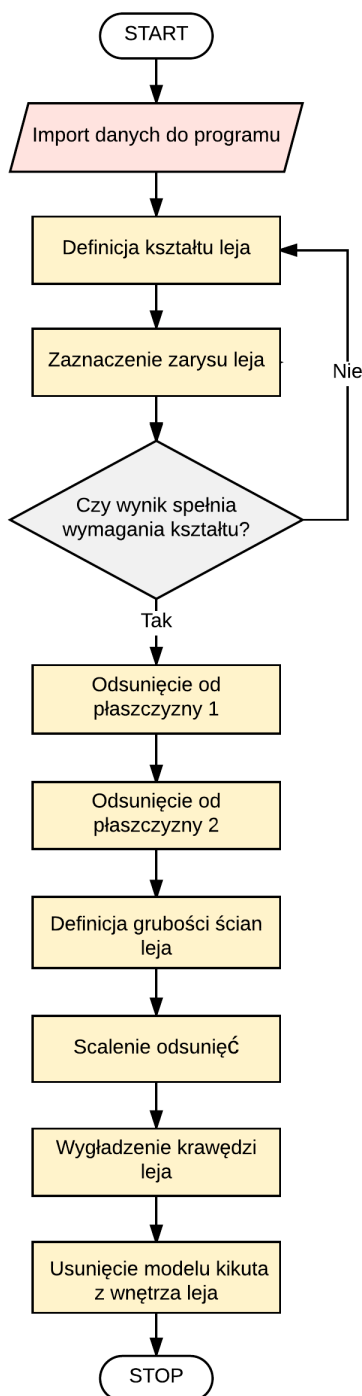 START
Import danych do programu
Definicja kształtu leja
Zaznaczenie zarysu leja
Nie
Czy wynik spełnia
wymagania kształtu?
Tak
Odsunięcie od
płaszczyzny 1
Odsunięcie od
płaszczyzny 2
Definicja grubości ścian
leja
Scalenie odsunięć
Wygładzenie krawędzi
leja
Usunięcie modelu kikuta
z wnętrza leja
STOP